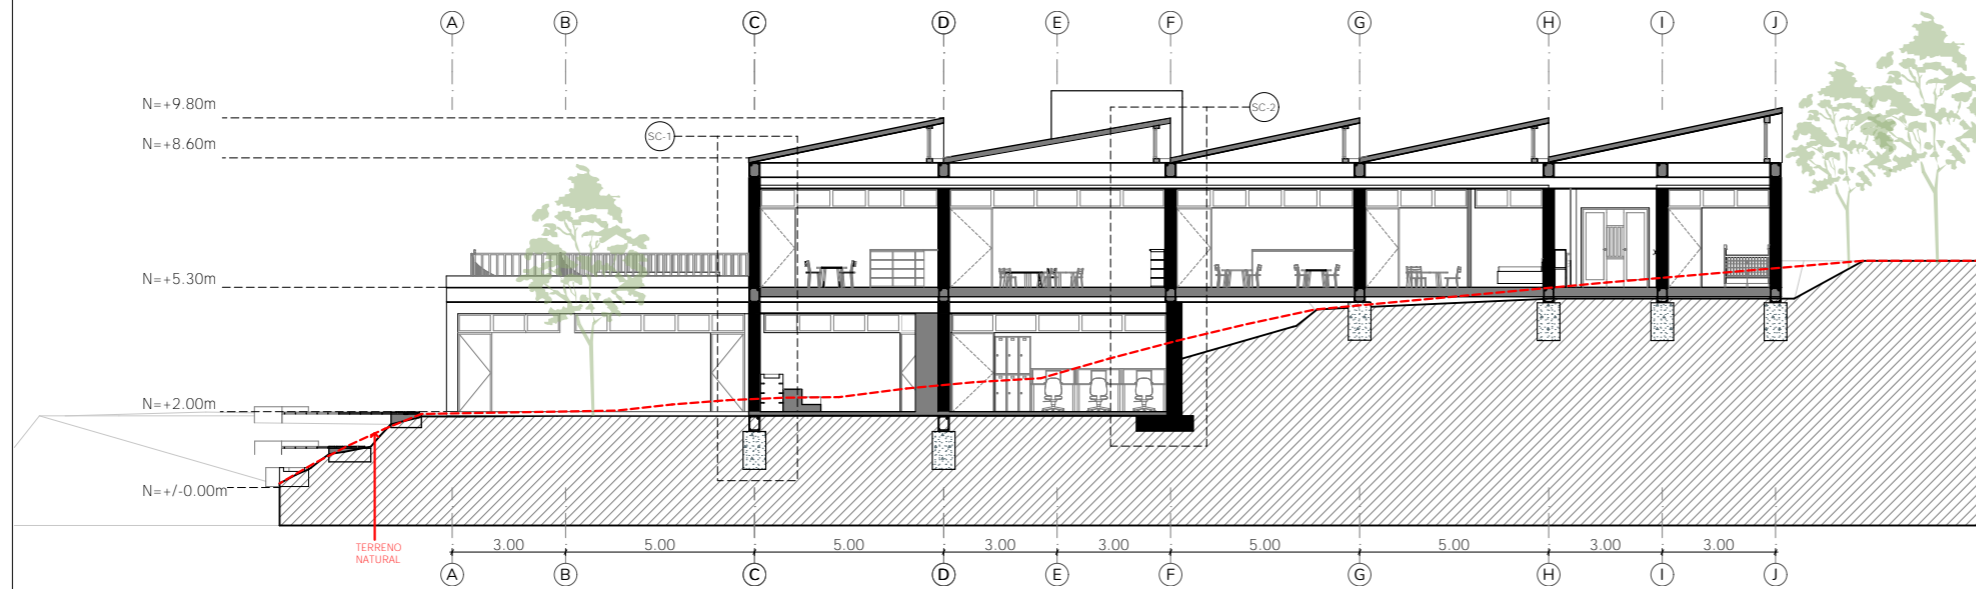 A B C D E F G H I J
N=+9.80m
SC-2
SC-1
N=+8.60m
N=+5.30m
N=+2.00m
N=+/-0.00m
TERRENO
NATURAL
3.00 5.00 5.00 3.00 3.00 5.00 5.00 3.00 3.00
A B C D E F G H I J